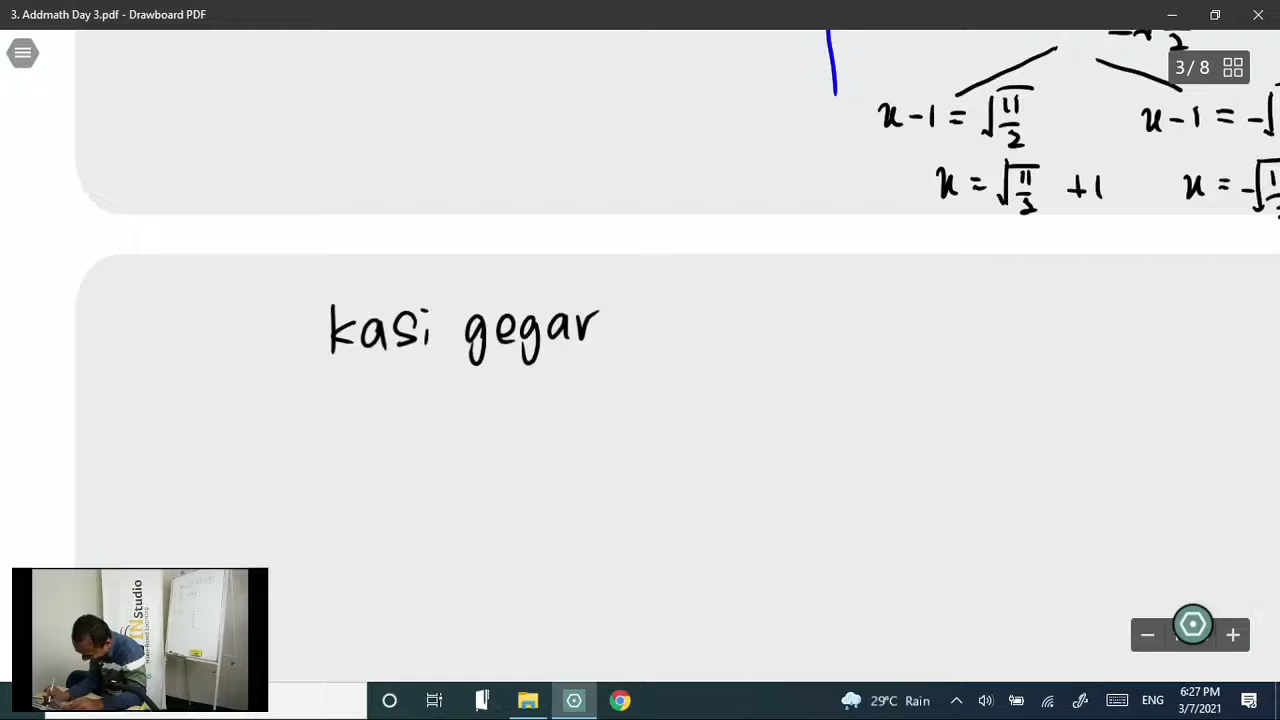 3. Addmath Day 3.pdf - Drawboard PDF
3/8
x-1 = √11/2
x-1 = -√
x = √11/2 +1
x = -√
kasi gegar
Studio
29°C Rain
ENG
6:27 PM
3/7/2021